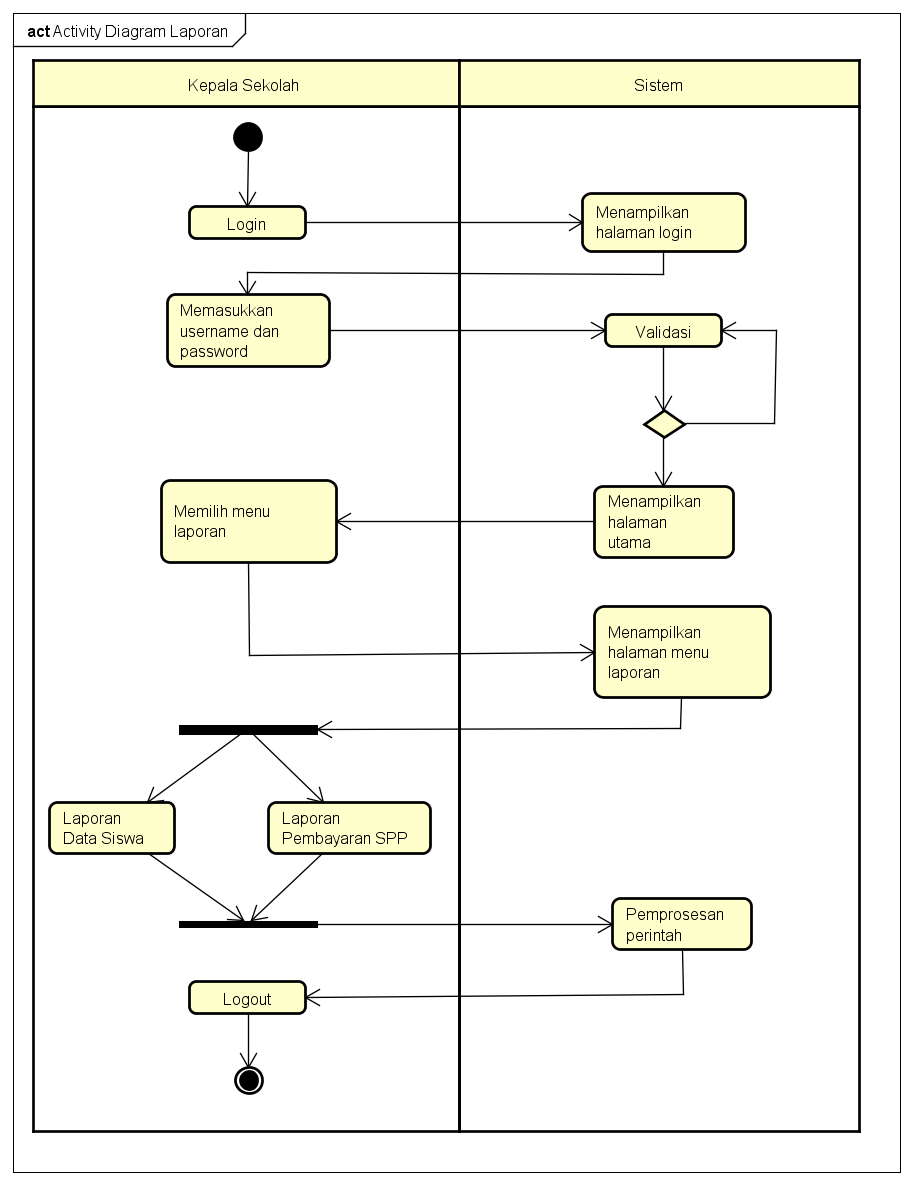 act Activity Diagram Laporan
Kepala Sekolah
Sistem
Login
Menampilkan
halaman login
Memasukkan
username dan
password
Validasi
Menampilkan
halaman
utama
Memilih menu
laporan
Menampilkan
halaman menu
laporan
Laporan
Data Siswa
Laporan
Pembayaran SPP
Pemprosesan
perintah
Logout